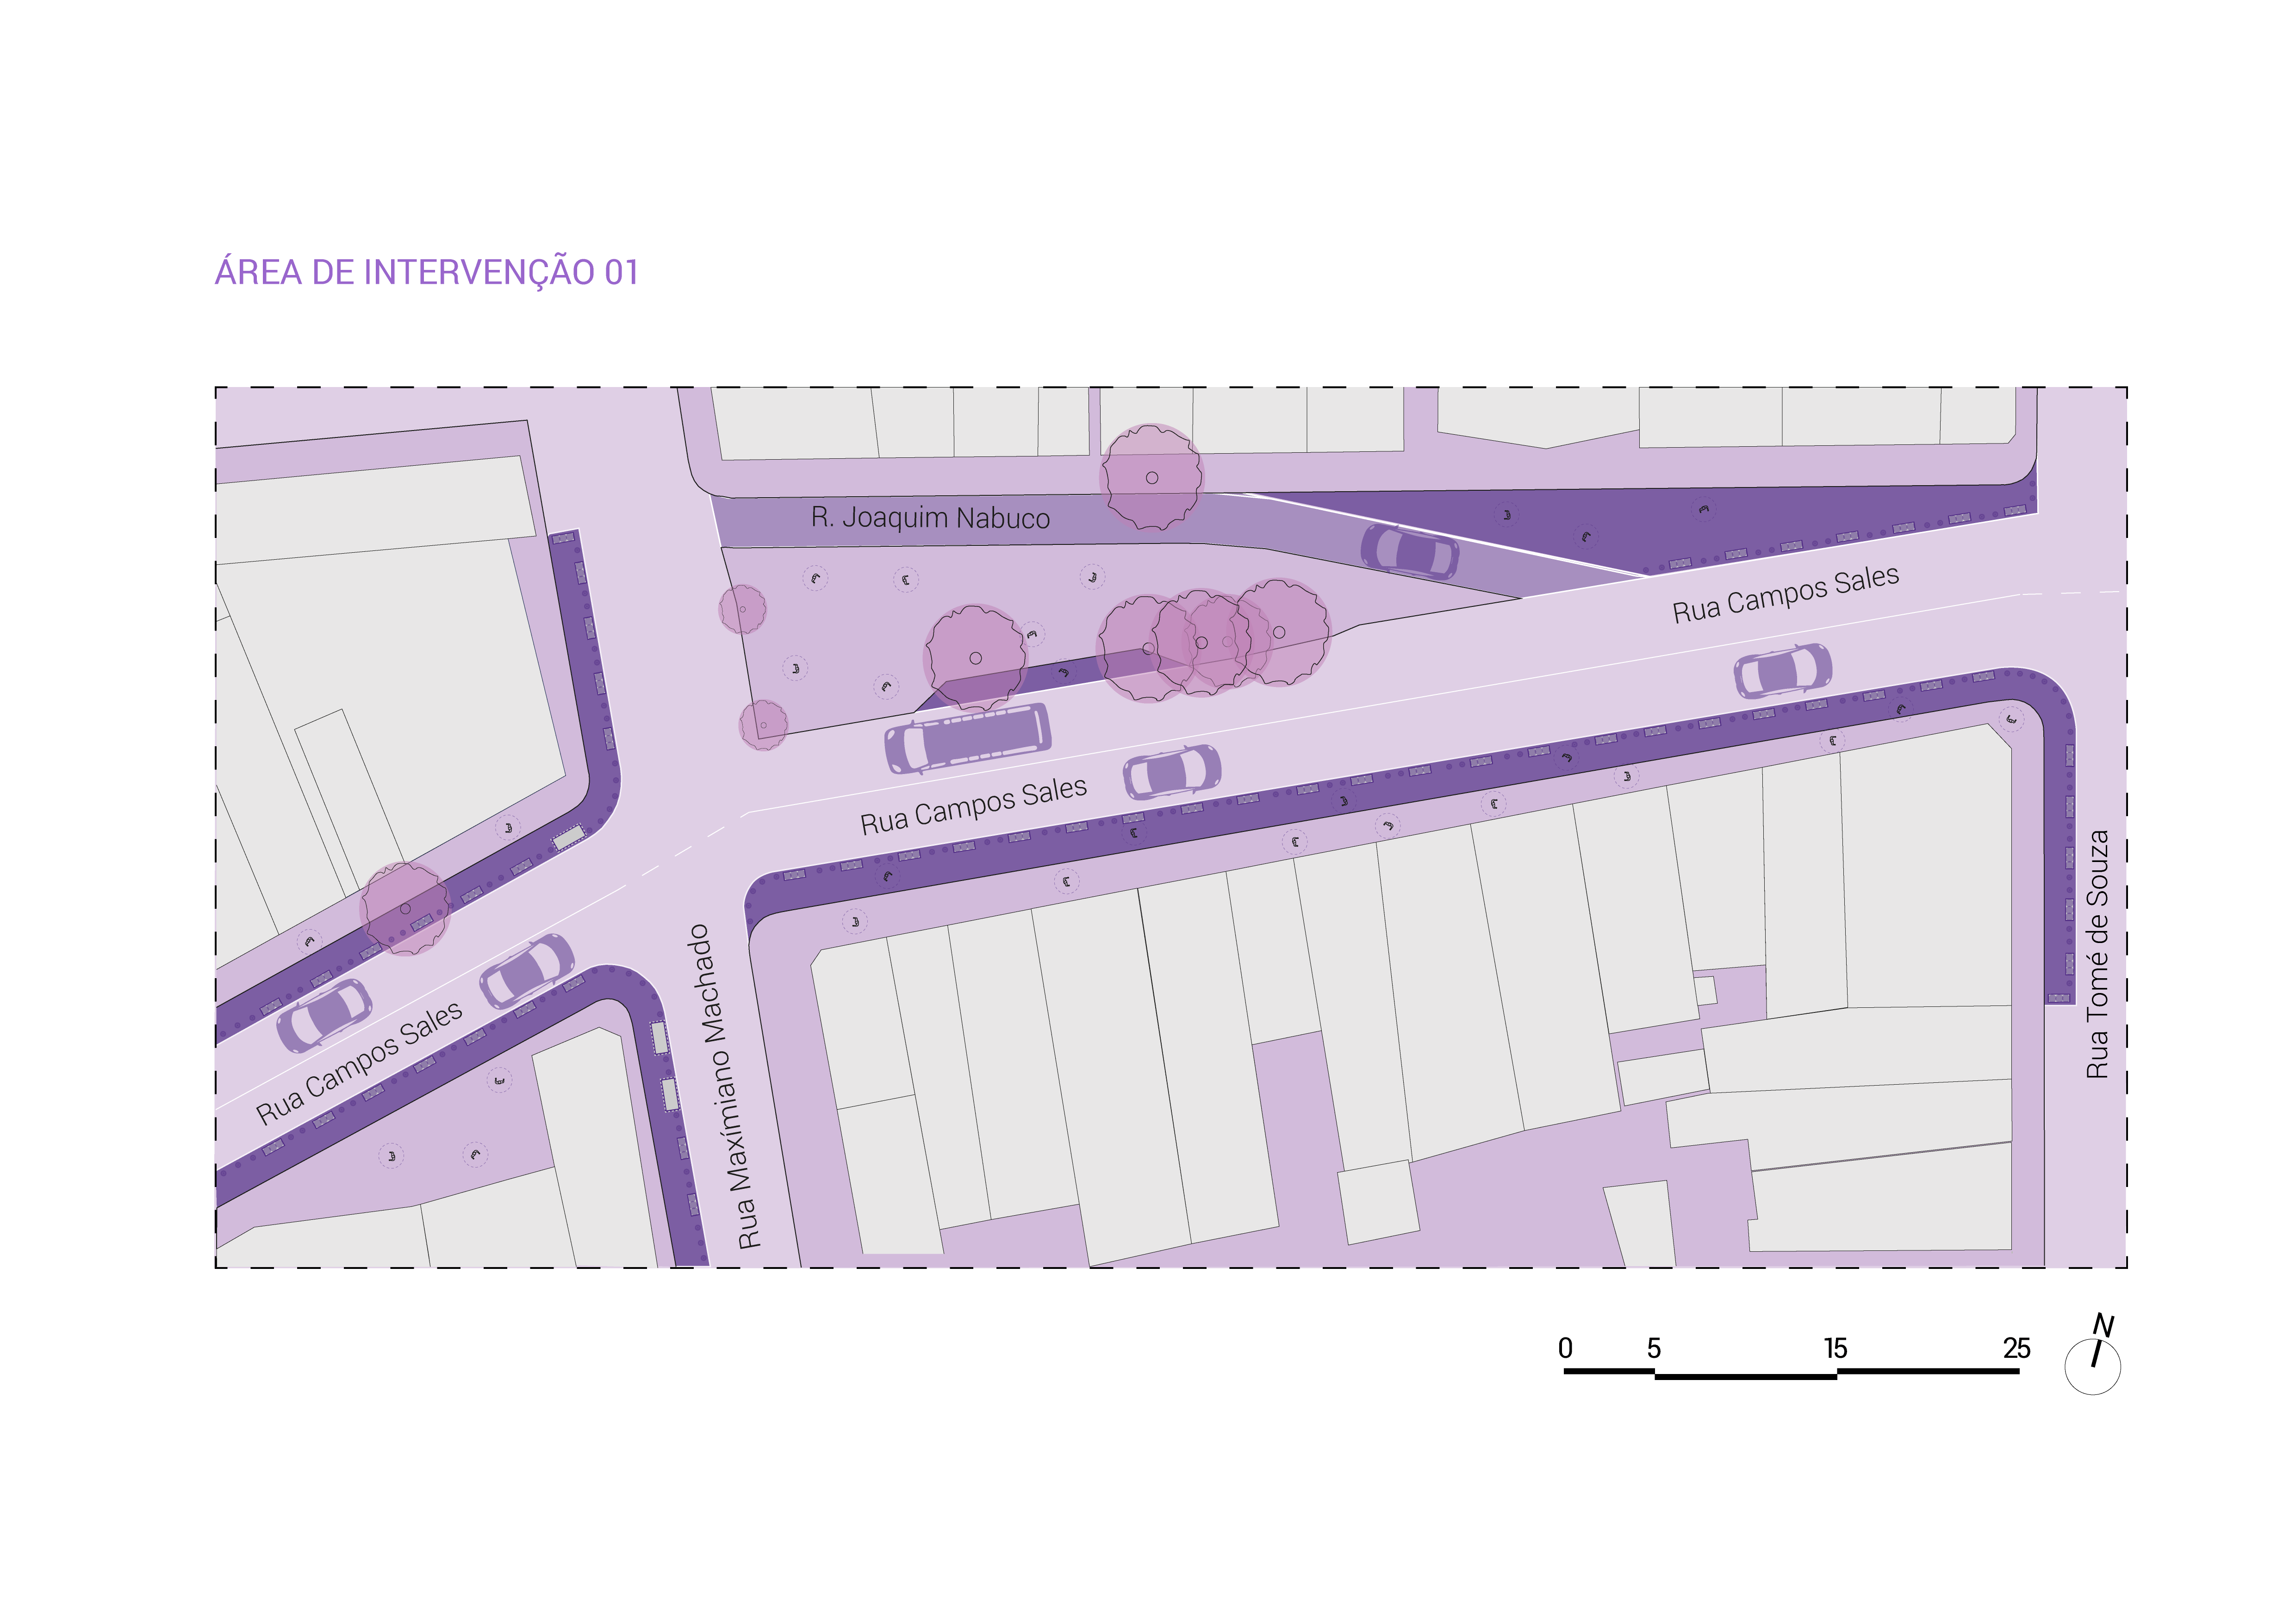 ÁREA DE INTERVENÇÃO 01
R. Joaquim Nabuco
Rua Campos Sales
Rua Campos Sales
Rua Campos Sales
Rua Maxímiano Machado
Rua Tomé de Souza
N
0 5 15 25